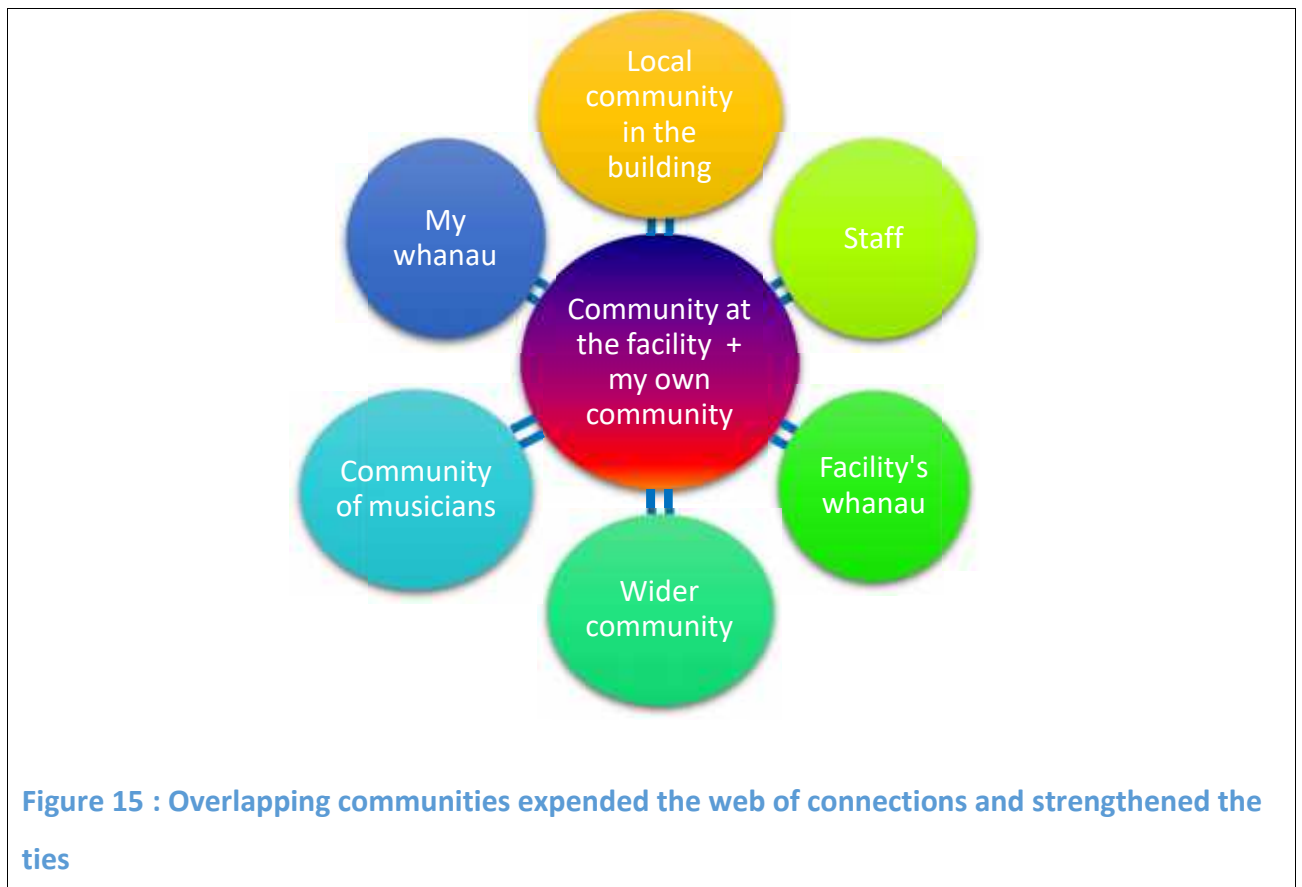 Local
community
in the
building
My
whanau
Staff
Community at
the facility +
my own
community
Community
of musicians
Facility's
whanau
Wider
community
Figure 15 : Overlapping communities expended the web of connections and strengthened the
ties